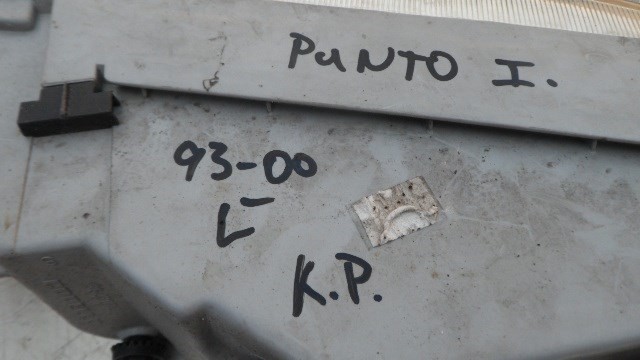 PUNTO I.
93-00
L-
K.P.